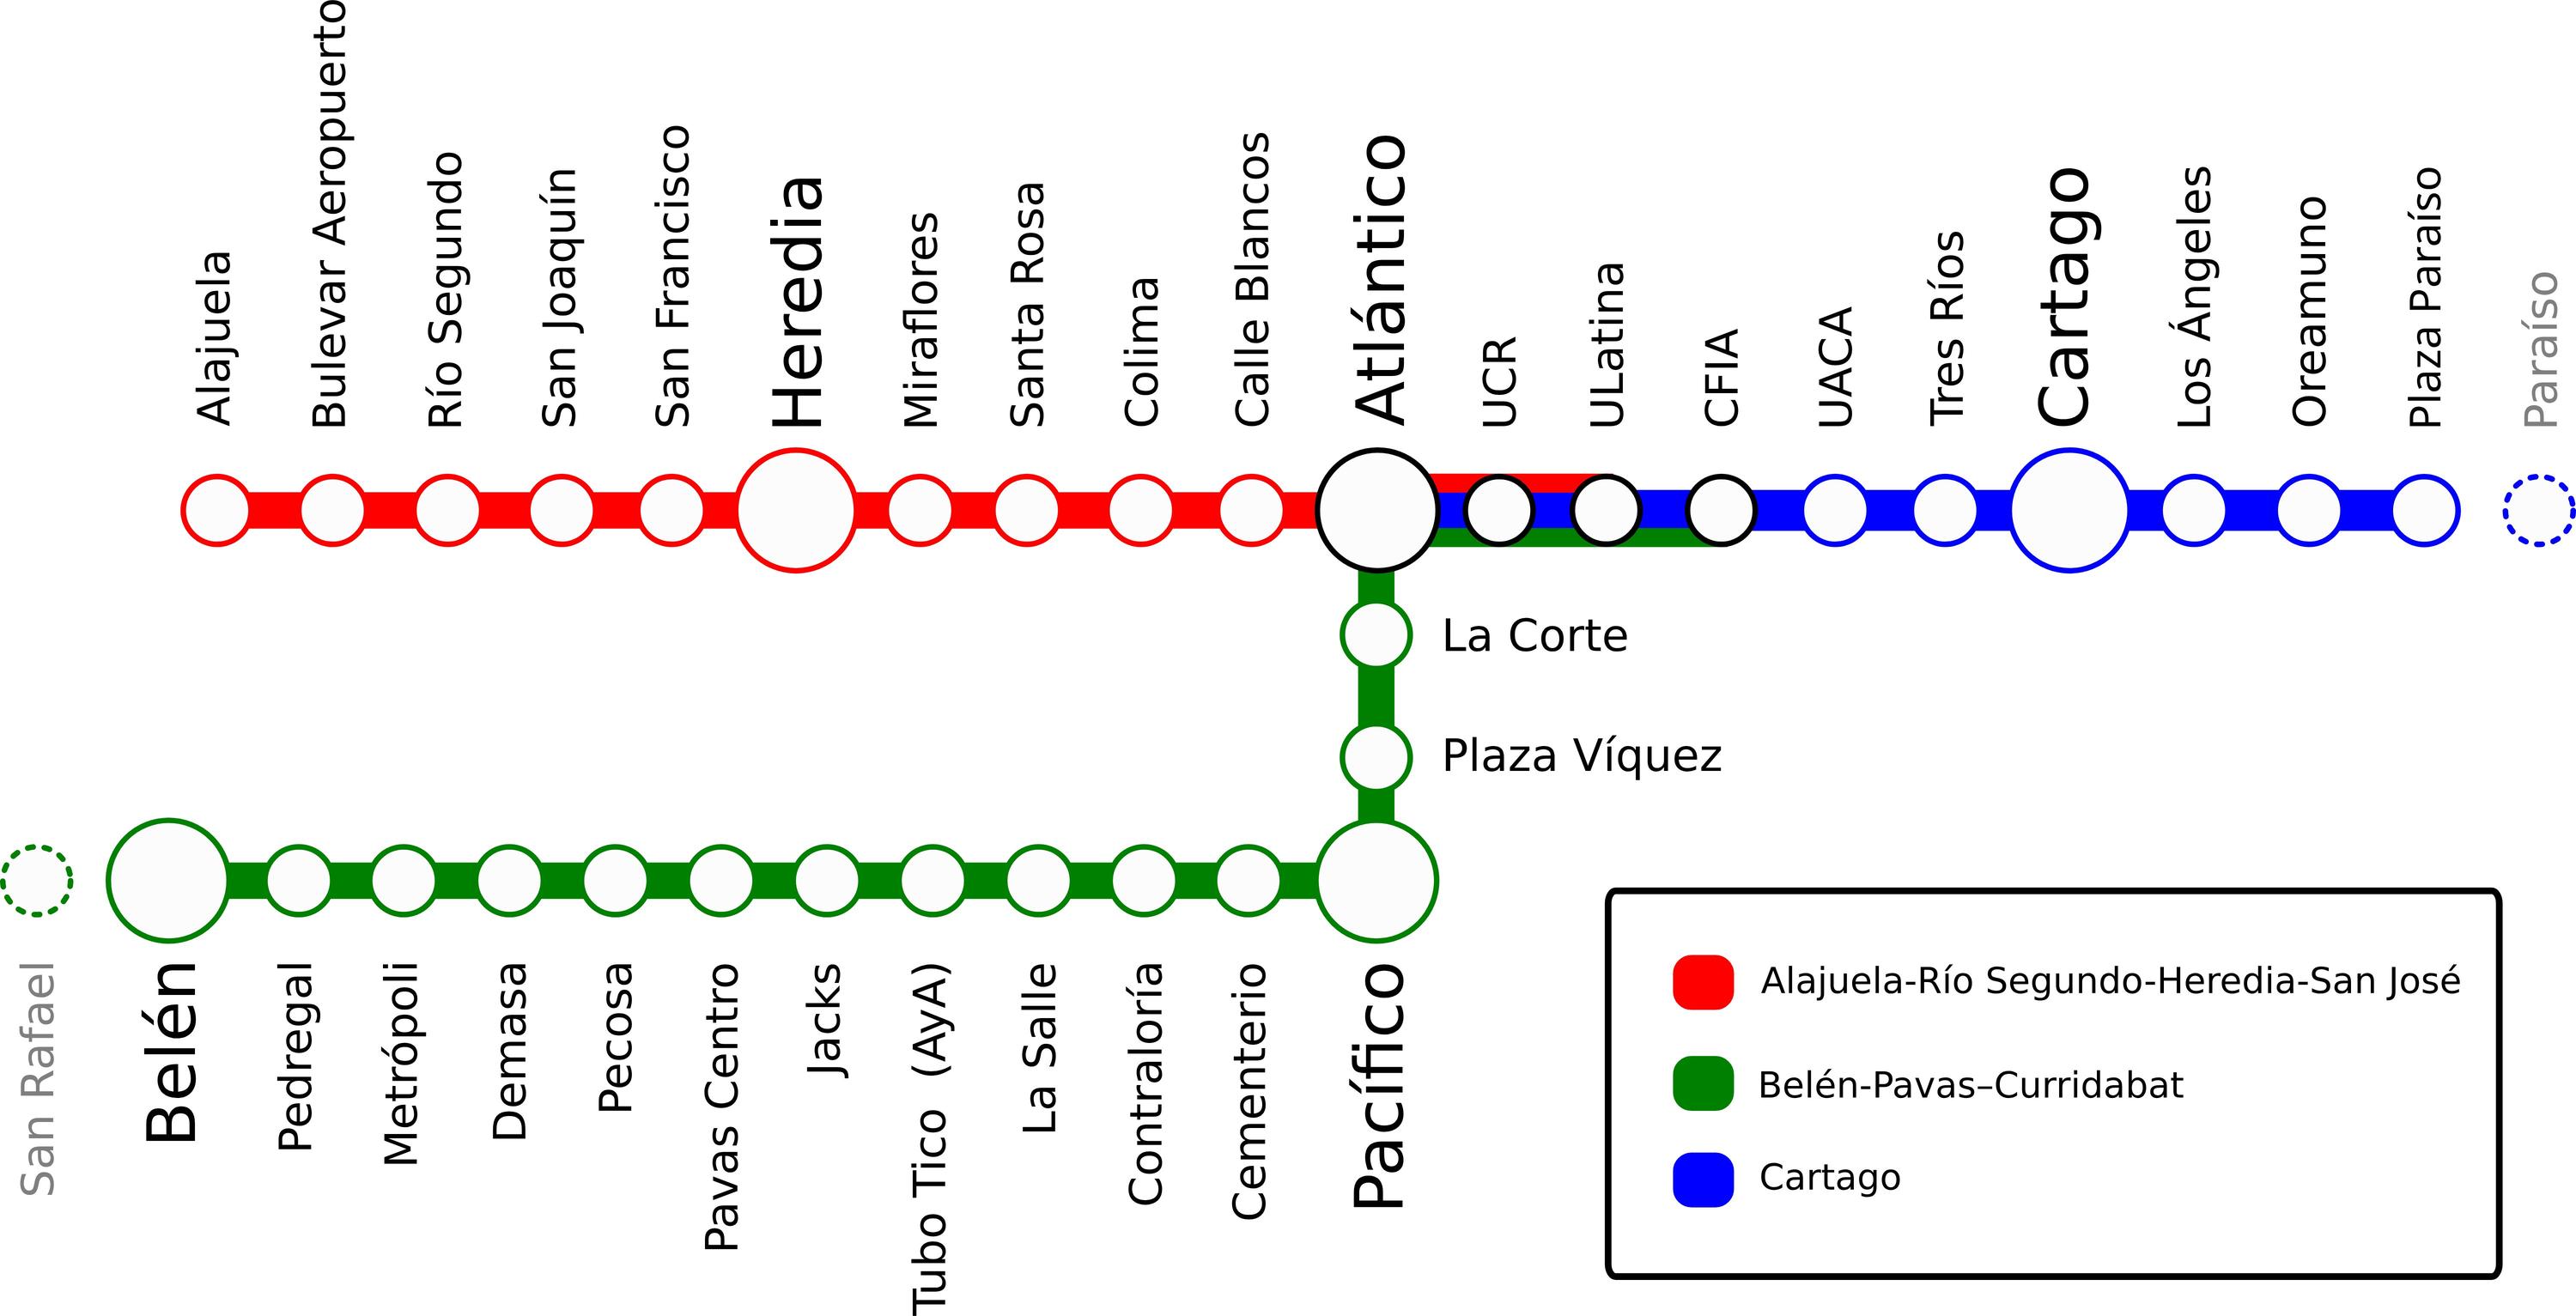 Alajuela
Bulevar Aeropuerto
Río Segundo
San Joaquín
San Francisco
Heredia
Miraflores
Santa Rosa
Colima
Calle Blancos
Atlántico
UCR
ULatina
CFIA
UACA
Tres Ríos
Cartago
Los Ángeles
Oreamuno
Plaza Paraíso
Paraíso
La Corte
Plaza Víquez
San Rafael
Belén
Pedregal
Metrópoli
Demasa
Pecosa
Pavas Centro
Jacks
Tubo Tico (AyA)
La Salle
Contraloría
Cementerio
Pacífico
Alajuela-Río Segundo-Heredia-San José
Belén-Pavas–Curridabat
Cartago